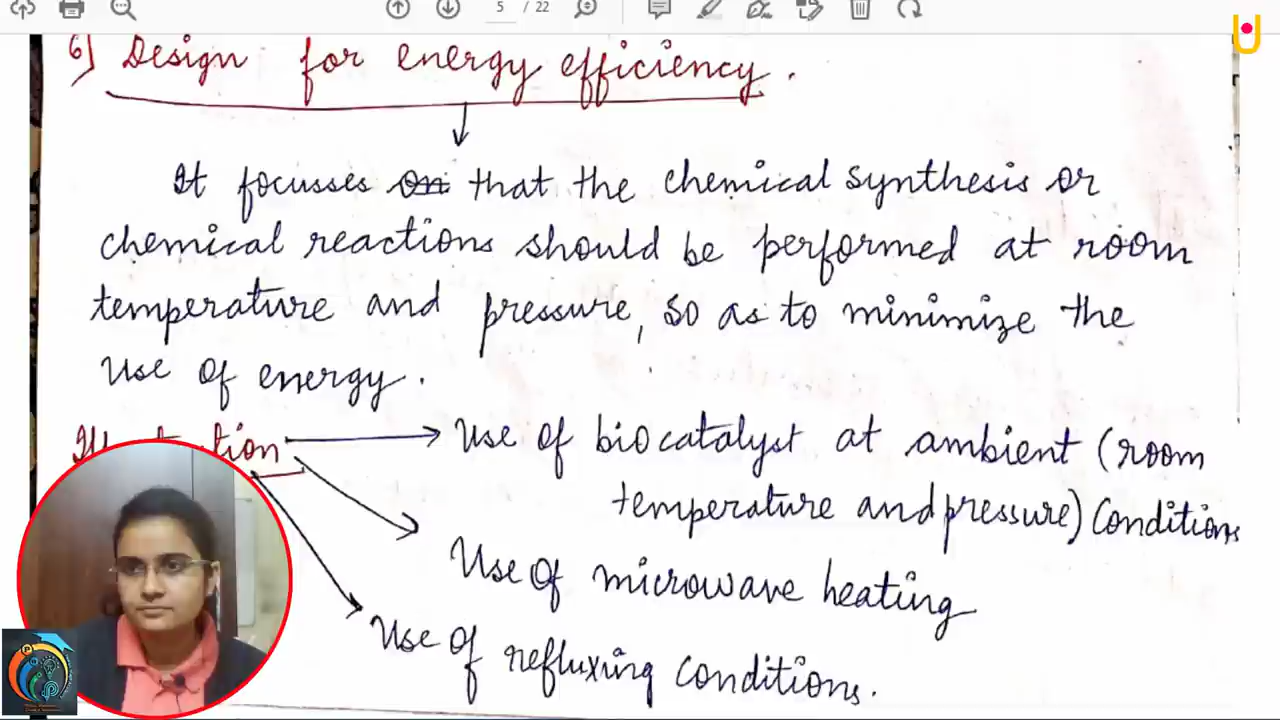 5 / 22
6) Design for energy efficiency.
It focusses on that the chemical synthesis or
chemical reactions should be performed at room
temperature and pressure, so as to minimize the
use of energy.
Use of biocatalyst at ambient (room
temperature and pressure) conditions
Use of microwave heating
Use of refluxing conditions.